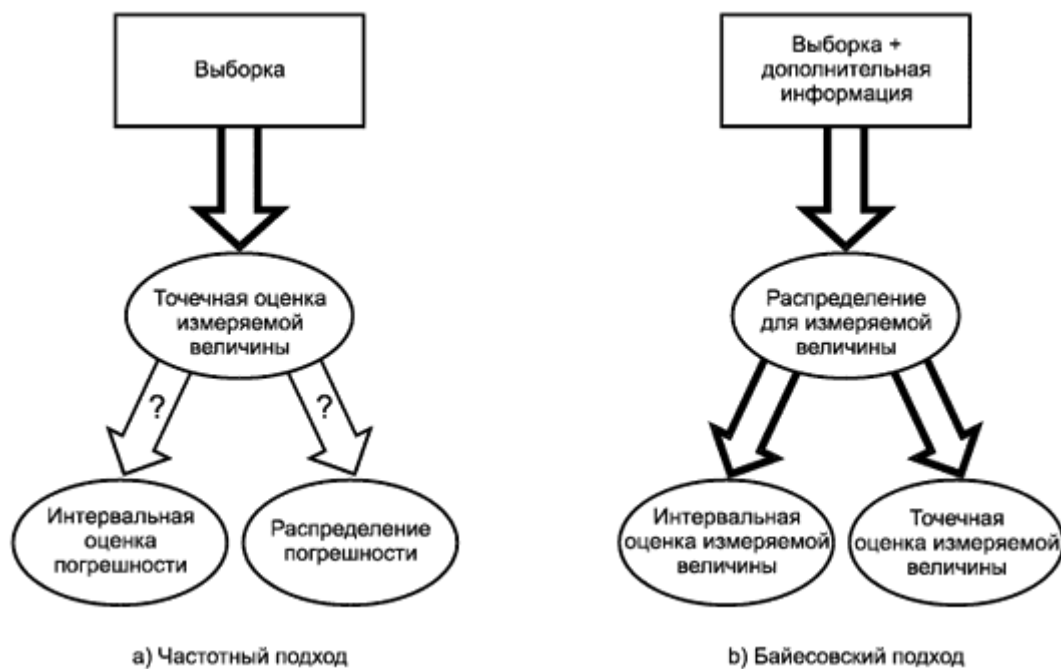 Выборка
Точечная оценка
измеряемой
величины
?
?
Интервальная
оценка
погрешности
Распределение
погрешности
a) Частотный подход
Выборка +
дополнительная
информация
Распределение
для измеряемой
величины
Интервальная
оценка измеряемой
величины
Точечная
оценка измеряемой
величины
b) Байесовский подход